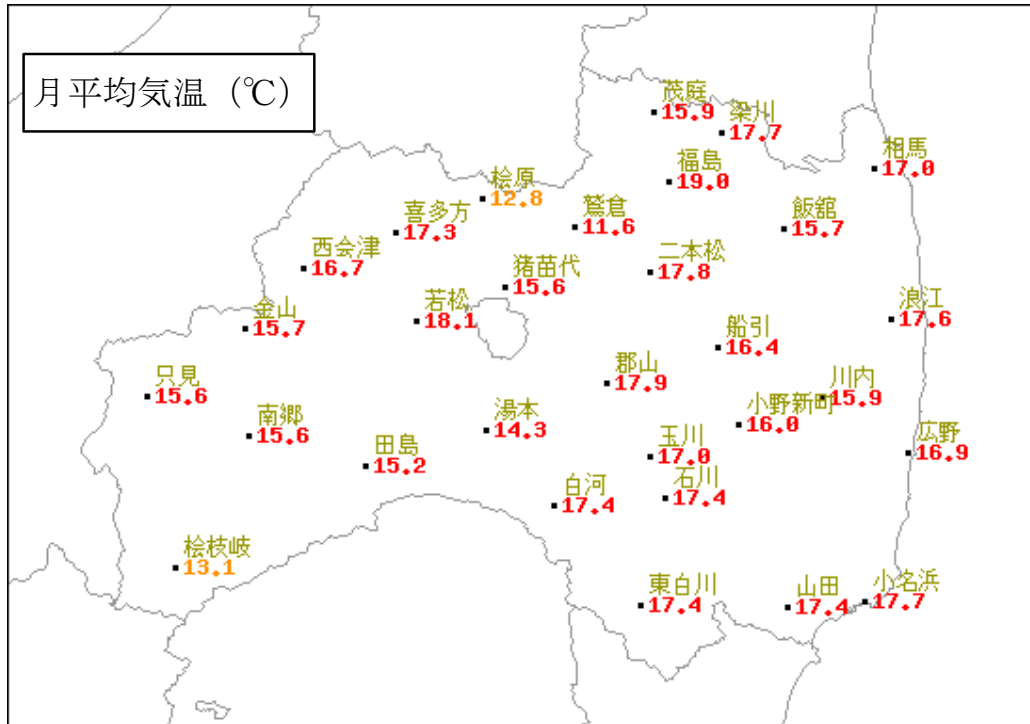 月平均気温（℃）
茂庭
15.9
梁川
17.7
福島
19.0
相馬
17.0
桧原
12.8
鷲倉
11.6
飯舘
15.7
喜多方
17.3
西会津
16.7
猪苗代
15.6
二本松
17.8
金山
15.7
若松
18.1
浪江
17.6
船引
16.4
郡山
17.9
只見
15.6
川内
15.9
南郷
15.6
湯本
14.3
小野新町
16.0
田島
15.2
玉川
17.0
広野
16.9
白河
17.4
石川
17.4
桧枝岐
13.1
東白川
17.4
山田
17.4
小名浜
17.7